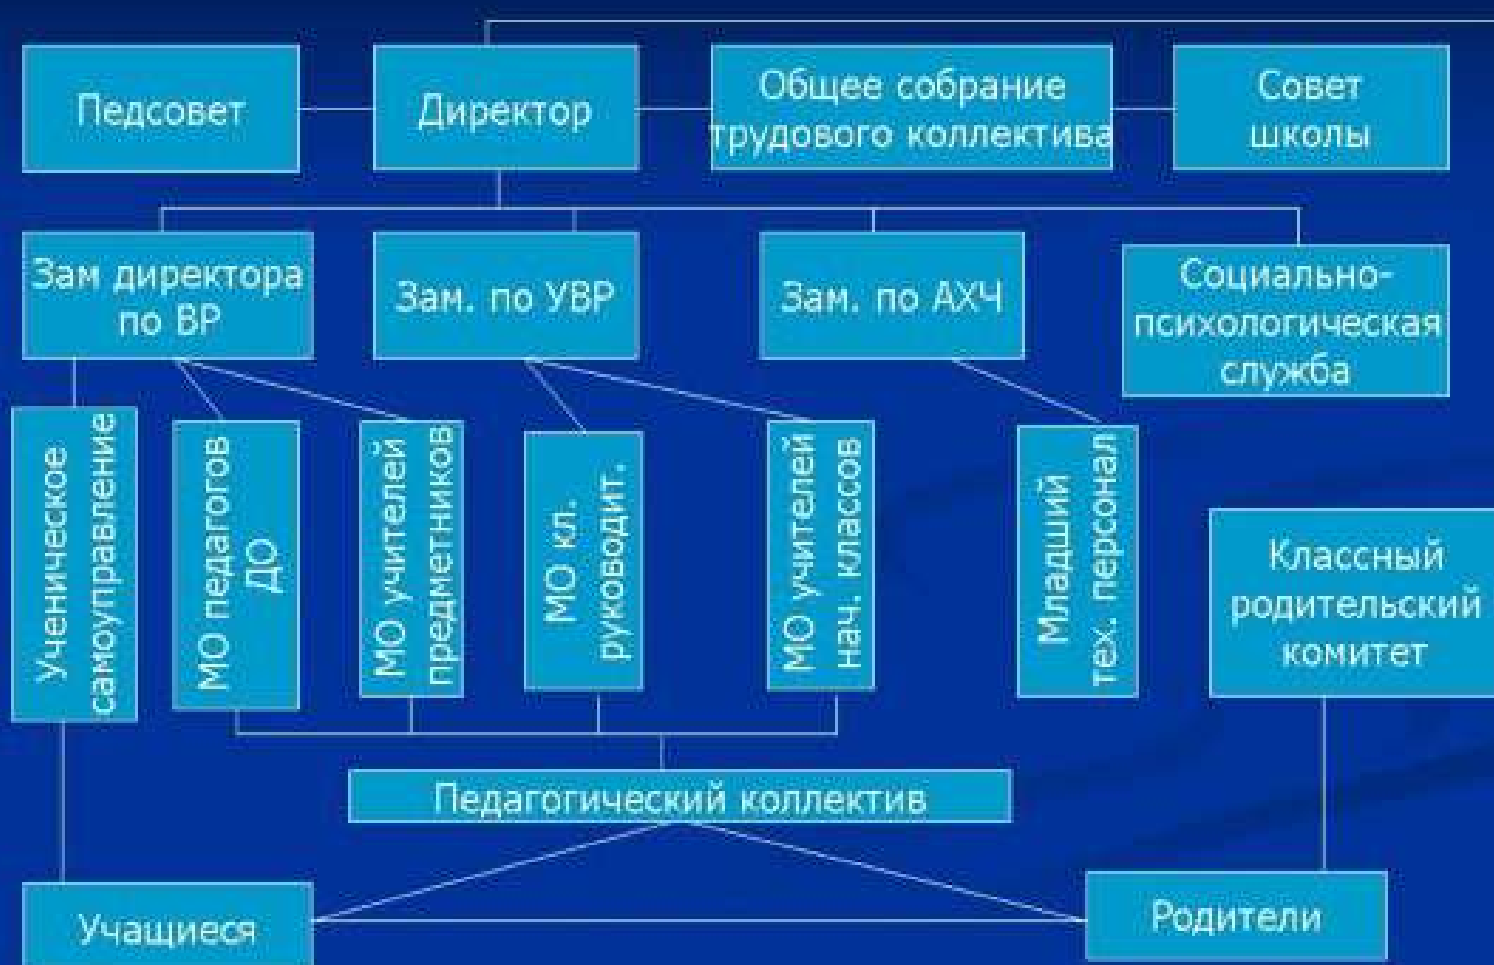 Педсовет
Директор
Общее собрание
трудового коллектива
Совет
школы
Зам директора
по ВР
Зам. по УВР
Зам. по АХЧ
Социально-
психологическая
служба
Ученическое
самоуправление
МО педагогов
ДО
МО учителей
предметников
МО кл.
руководит.
МО учителей
нач. классов
Младший
тех. персонал
Классный
родительский
комитет
Педагогический коллектив
Учащиеся
Родители